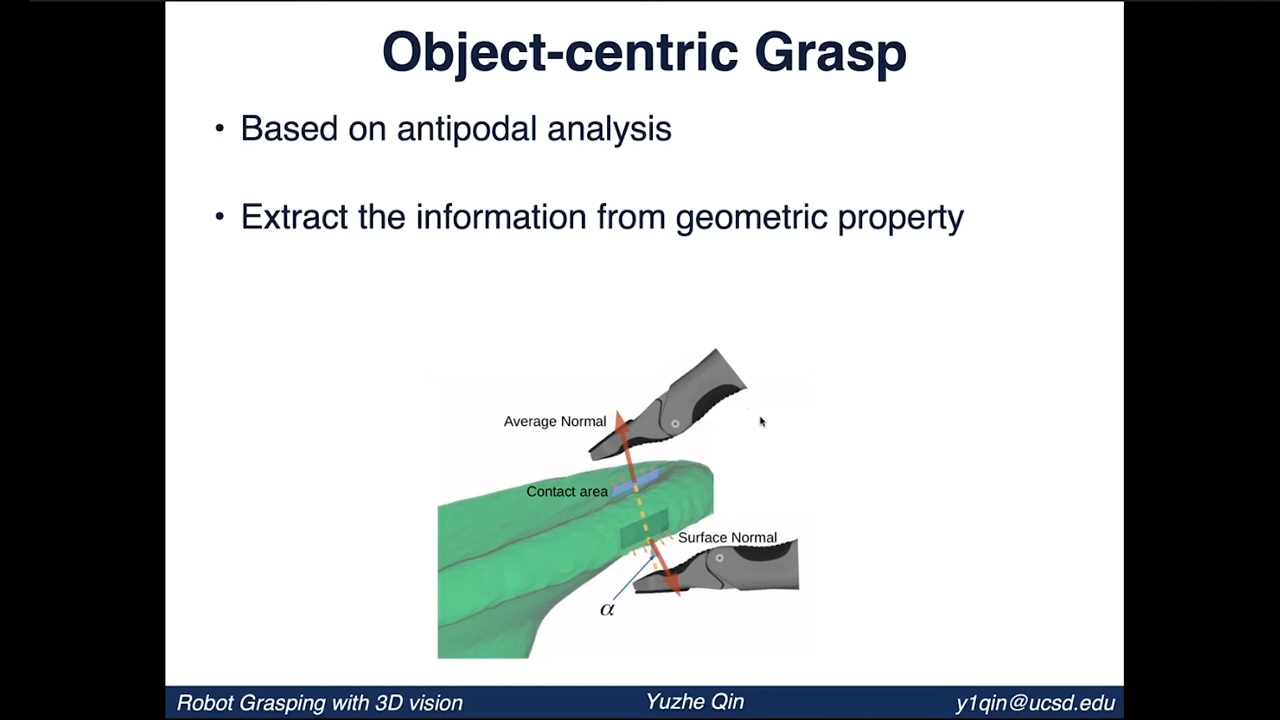 Object-centric Grasp
• Based on antipodal analysis
• Extract the information from geometric property
Average Normal
Contact area
Surface Normal
α
Robot Grasping with 3D vision
Yuzhe Qin
y1qin@ucsd.edu